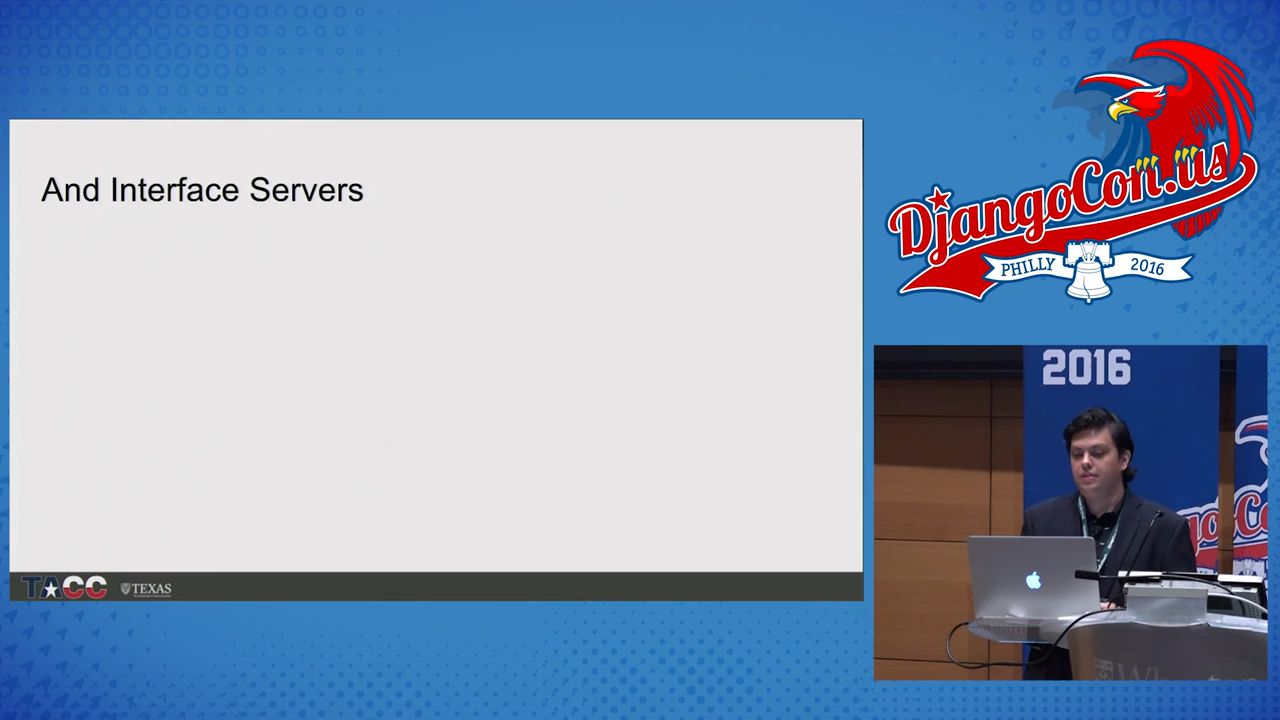 And Interface Servers
TACC
TEXAS
DjangoCon.us
PHILLY
2016
2016